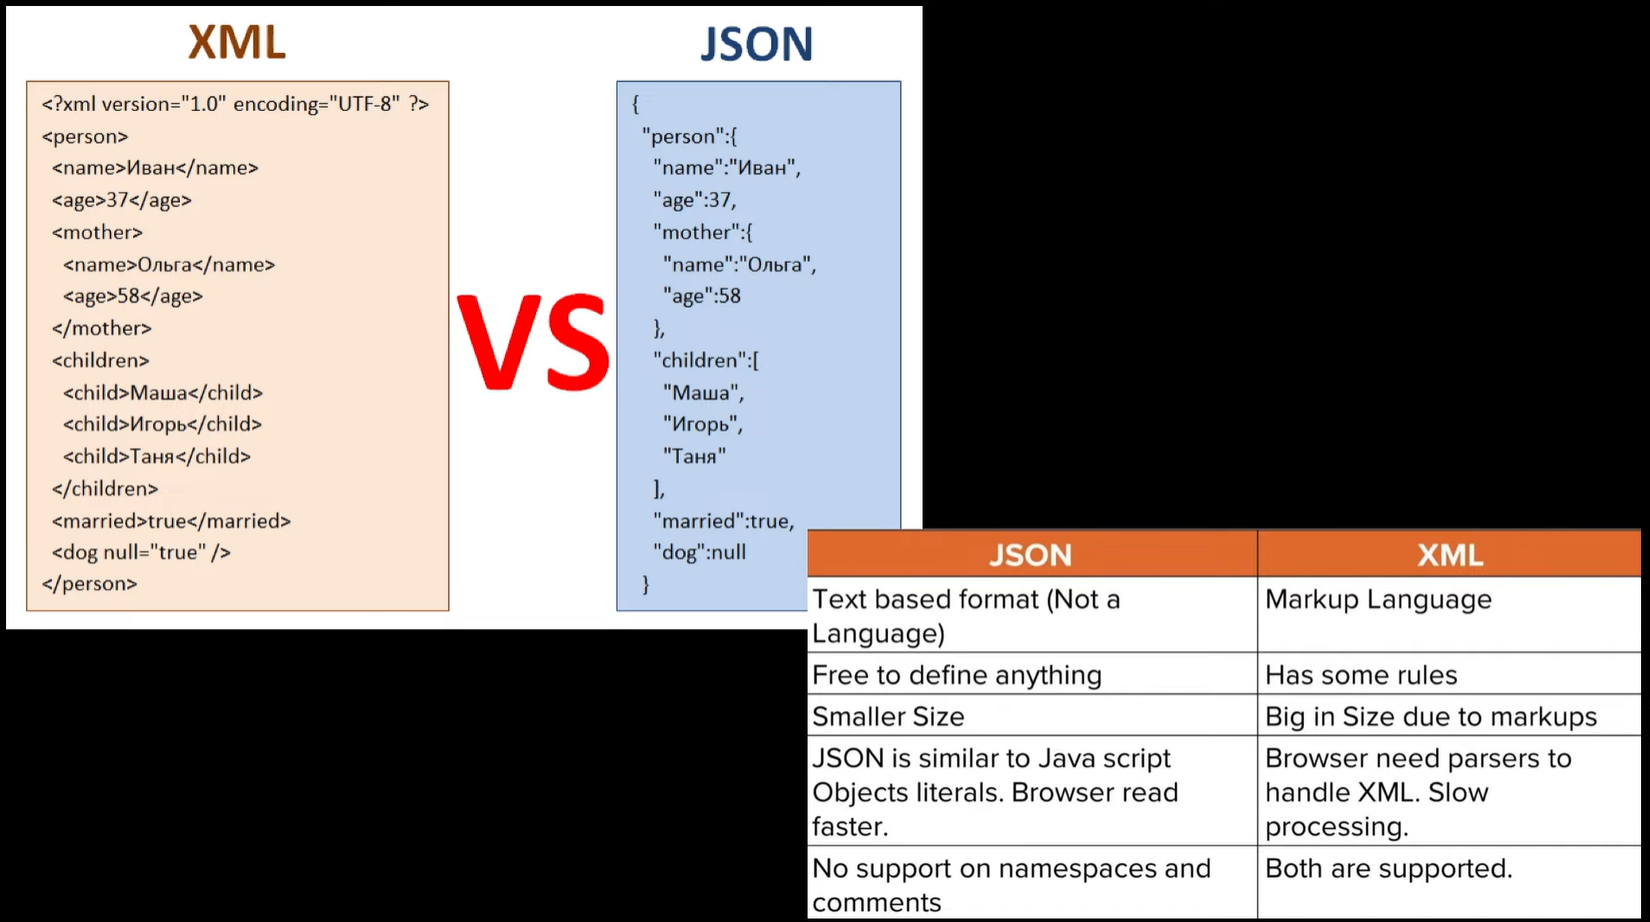 XML
<?xml version="1.0" encoding="UTF-8" ?>
<person>
<name>Иван</name>
<age>37</age>
<mother>
<name>Ольга</name>
<age>58</age>
</mother>
<children>
<child>Маша</child>
<child>Игорь</child>
<child>Таня</child>
</children>
<married>true</married>
<dog null="true" />
</person>
VS
JSON
{
"person":{
"name":"Иван",
"age":37,
"mother":{
"name":"Ольга",
"age":58
},
"children":[
"Маша",
"Игорь",
"Таня"
],
"married":true,
"dog":null
}
JSON XML
Text based format (Not a
Language)
Markup Language
Free to define anything
Has some rules
Smaller Size
Big in Size due to markups
JSON is similar to Java script
Objects literals. Browser read
faster.
Browser need parsers to
handle XML. Slow
processing.
No support on namespaces and
comments
Both are supported.